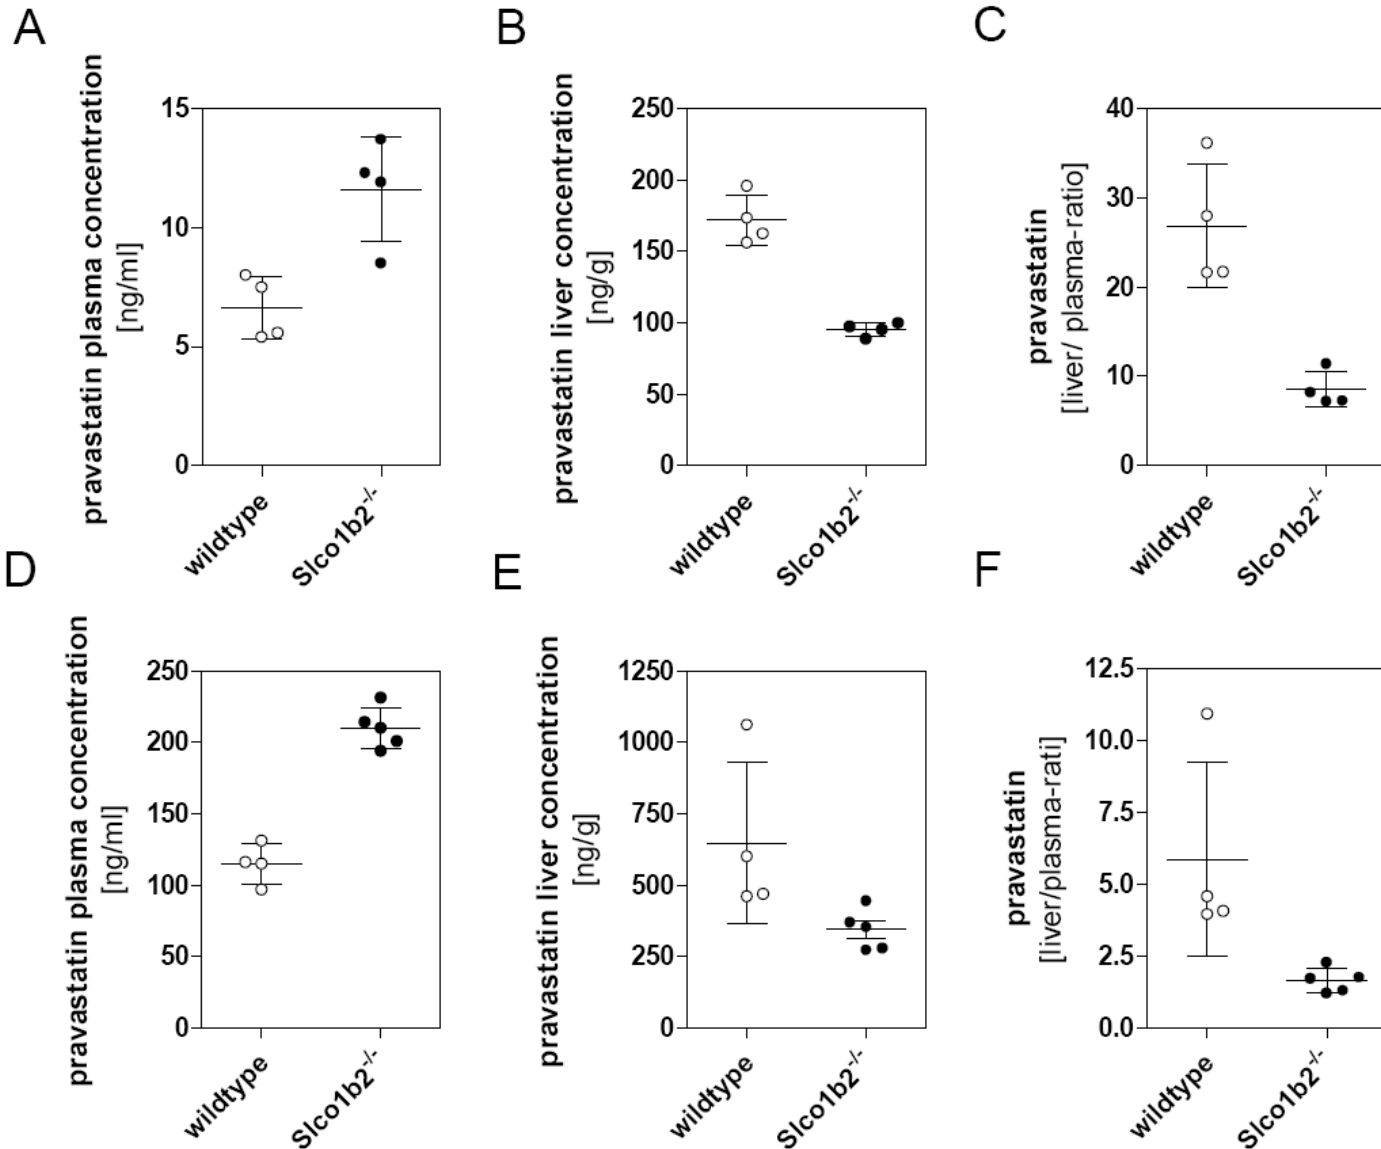 A
pravastatin plasma concentration
[ng/ml]
15
10
5
0
wildtype
Slco1b2-/-
B
pravastatin liver concentration
[ng/g]
250
200
150
100
50
0
wildtype
Slco1b2-/-
C
pravastatin
[liver/ plasma-ratio]
40
30
20
10
0
wildtype
Slco1b2-/-
D
pravastatin plasma concentration
[ng/ml]
250
200
150
100
50
0
wildtype
Slco1b2-/-
E
pravastatin liver concentration
[ng/g]
1250
1000
750
500
250
0
wildtype
Slco1b2-/-
F
pravastatin
[liver/plasma-rati]
12.5
10.0
7.5
5.0
2.5
0.0
wildtype
Slco1b2-/-